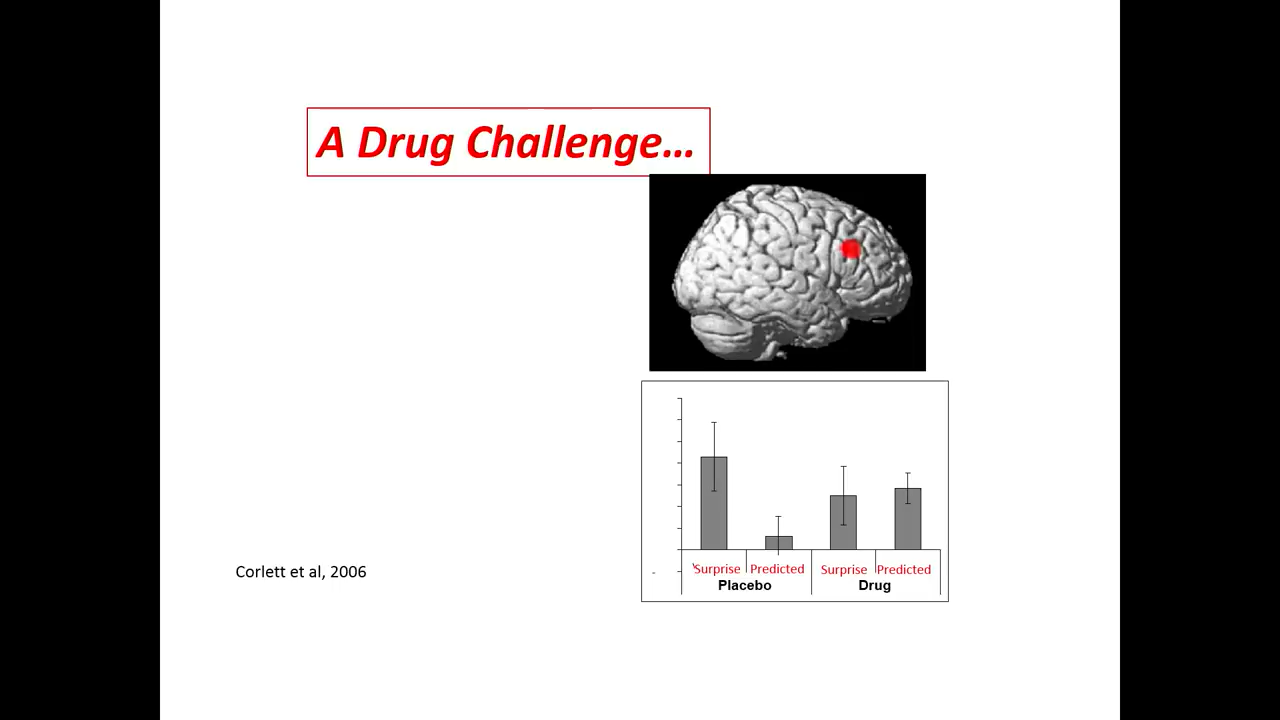 A Drug Challenge...
Surprise Predicted Surprise Predicted
Placebo Drug
Corlett et al, 2006